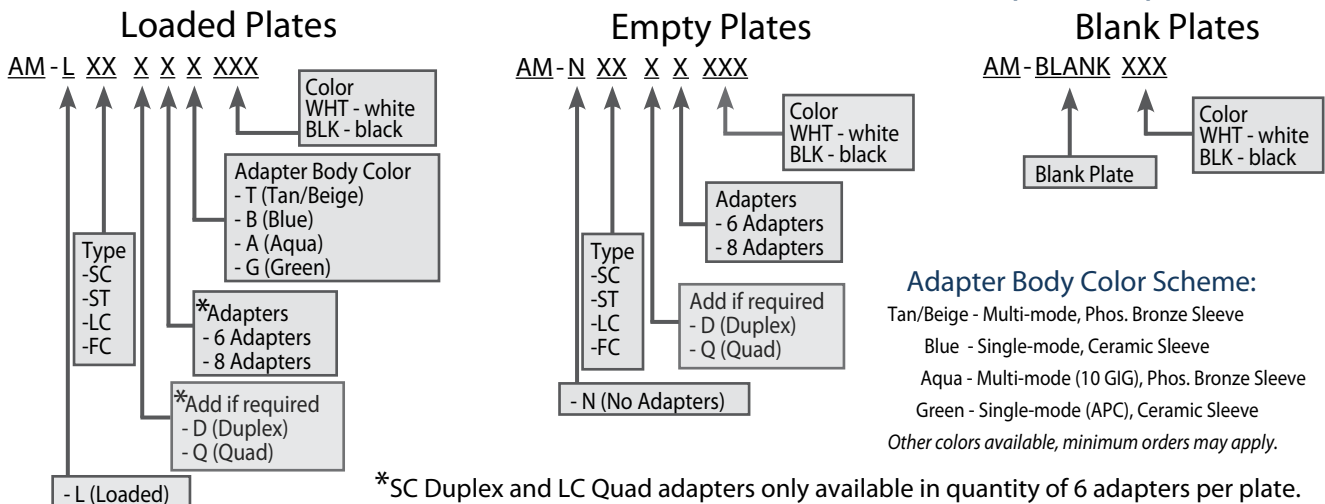 Loaded Plates
AM - L XX X X X XXX
Color
WHT - white
BLK - black
Adapter Body Color
- T (Tan/Beige)
- B (Blue)
- A (Aqua)
- G (Green)
Type
-SC
-ST
-LC
-FC
*Adapters
- 6 Adapters
- 8 Adapters
*Add if required
- D (Duplex)
- Q (Quad)
- L (Loaded)
Empty Plates
AM - N XX X X XXX
Color
WHT - white
BLK - black
Adapters
- 6 Adapters
- 8 Adapters
Type
-SC
-ST
-LC
-FC
Add if required
- D (Duplex)
- Q (Quad)
- N (No Adapters)
Blank Plates
AM - BLANK XXX
Color
WHT - white
BLK - black
Blank Plate
Adapter Body Color Scheme:
Tan/Beige - Multi-mode, Phos. Bronze Sleeve
Blue - Single-mode, Ceramic Sleeve
Aqua - Multi-mode (10 GIG), Phos. Bronze Sleeve
Green - Single-mode (APC), Ceramic Sleeve
Other colors available, minimum orders may apply.
*SC Duplex and LC Quad adapters only available in quantity of 6 adapters per plate.